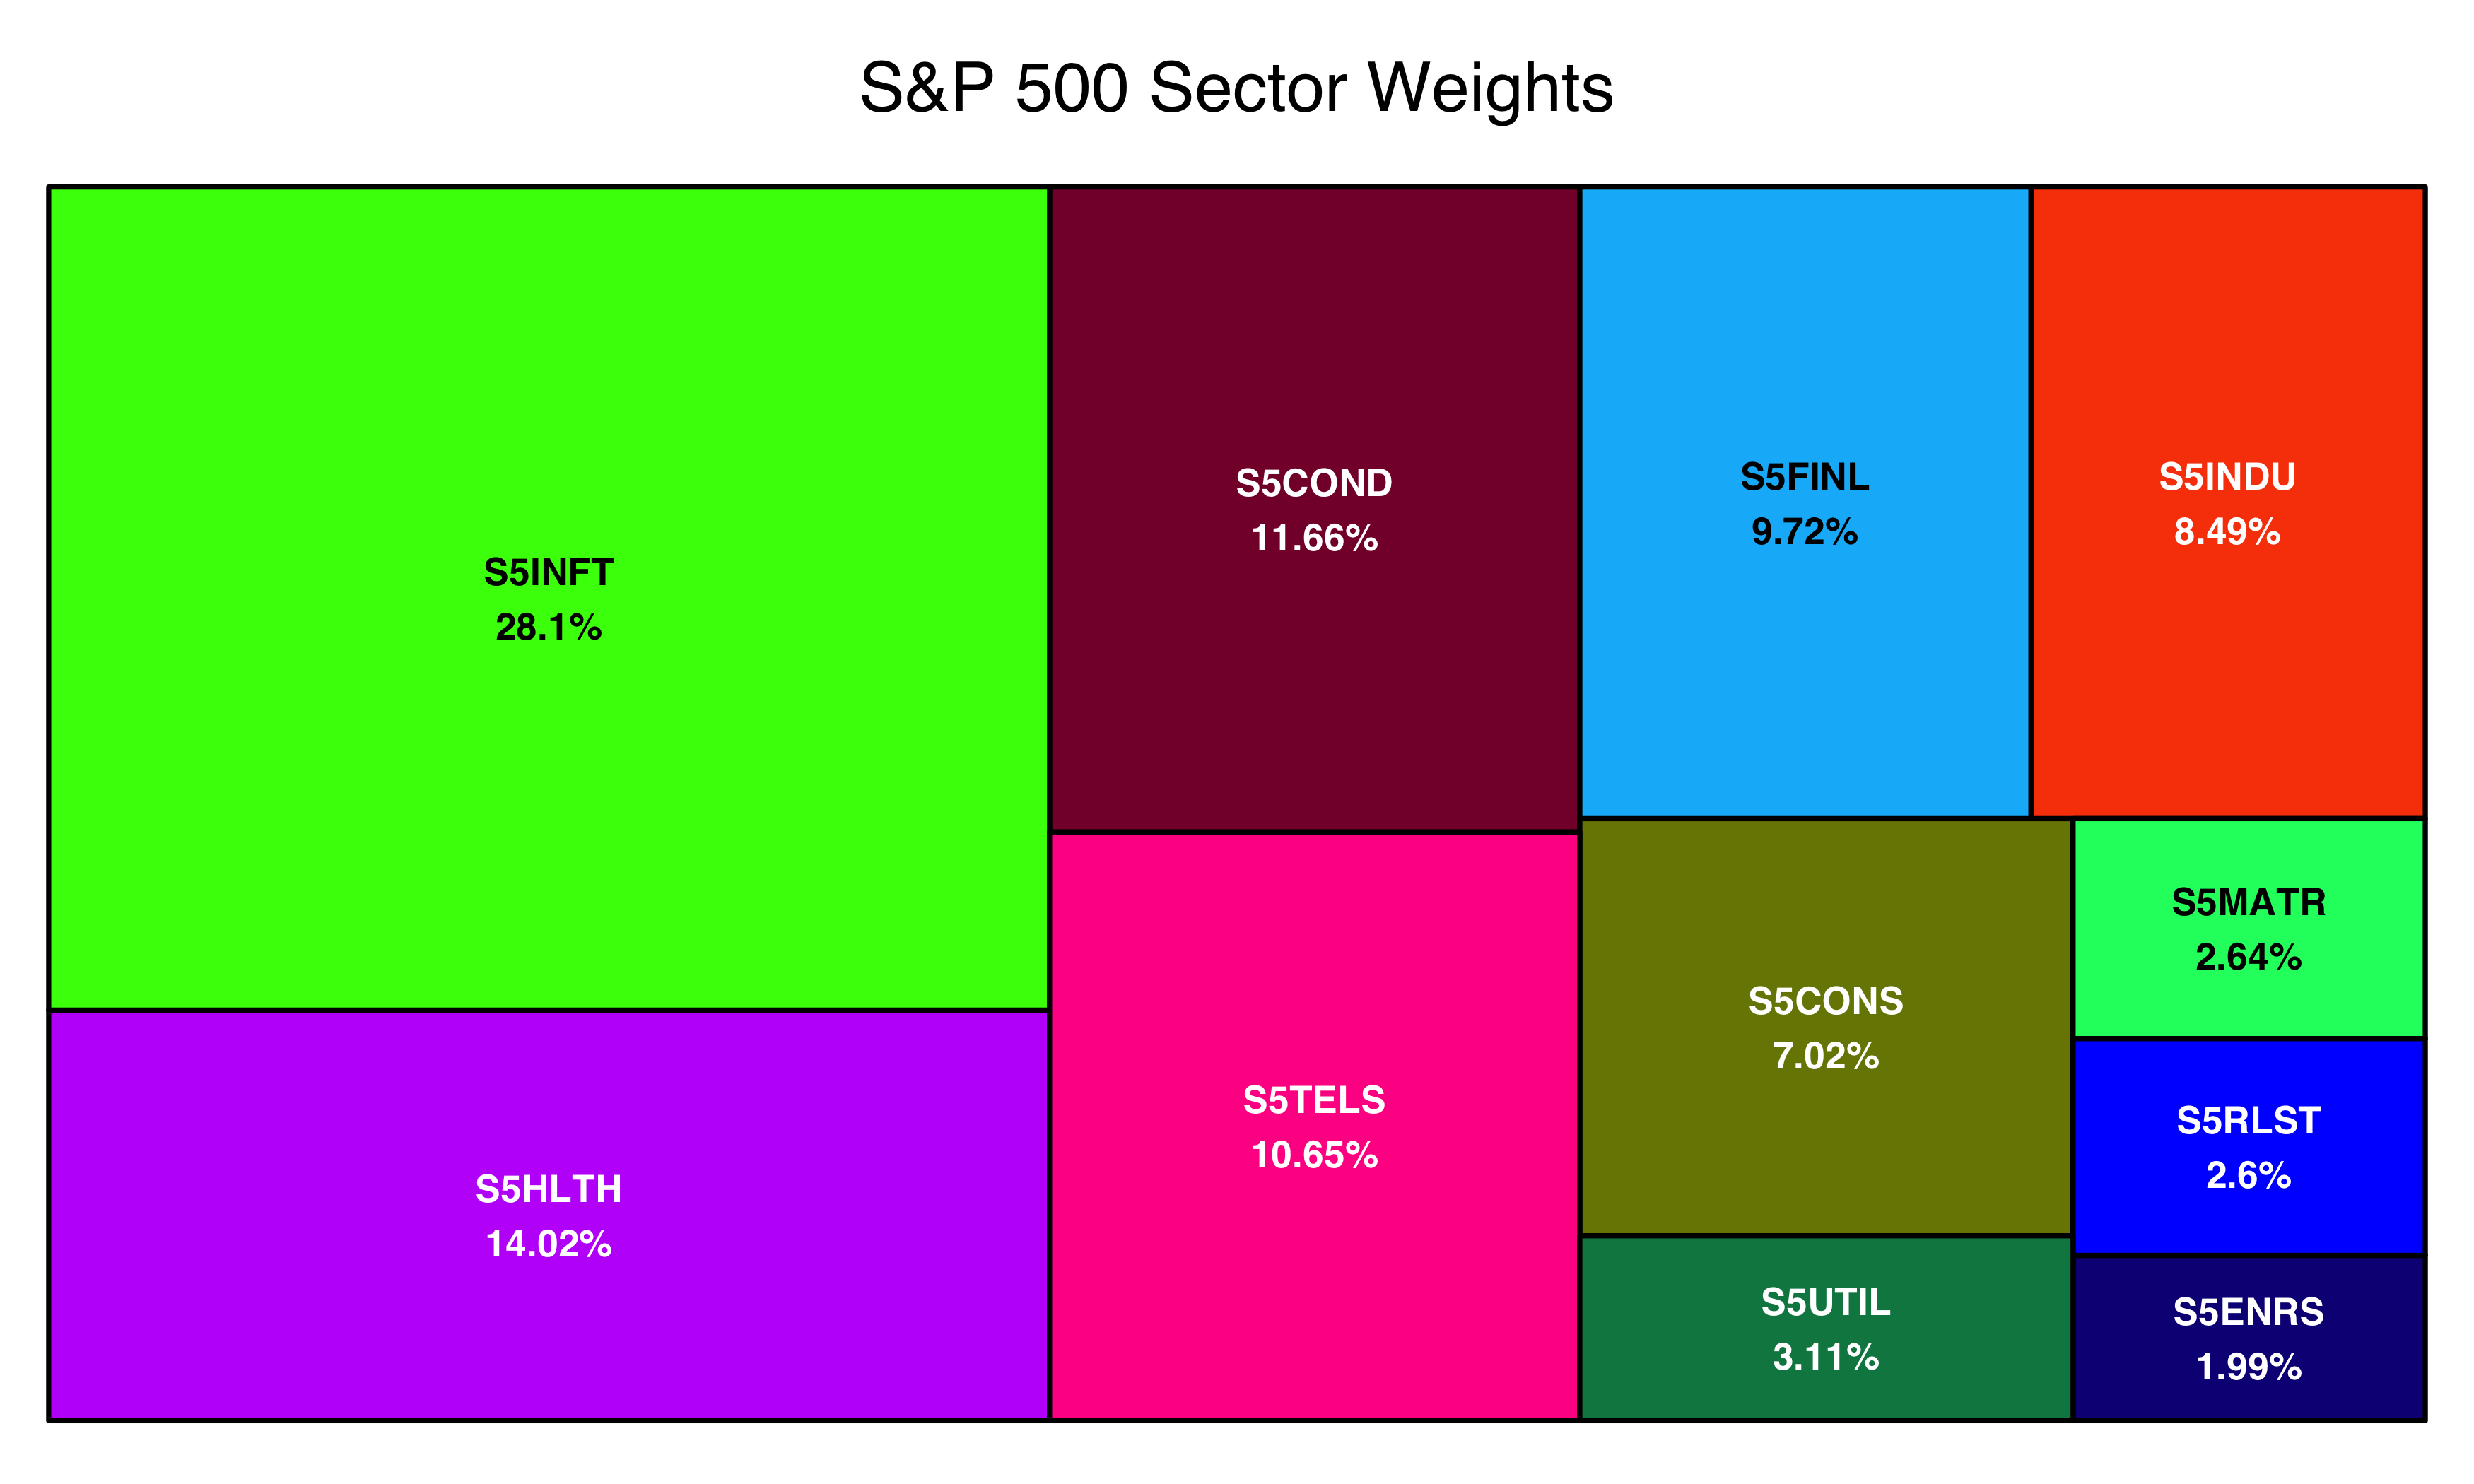 S&P 500 Sector Weights
S5INFT
28.1%
S5HLTH
14.02%
S5COND
11.66%
S5TELS
10.65%
S5FINL
9.72%
S5INDU
8.49%
S5CONS
7.02%
S5UTIL
3.11%
S5MATR
2.64%
S5RLST
2.6%
S5ENRS
1.99%